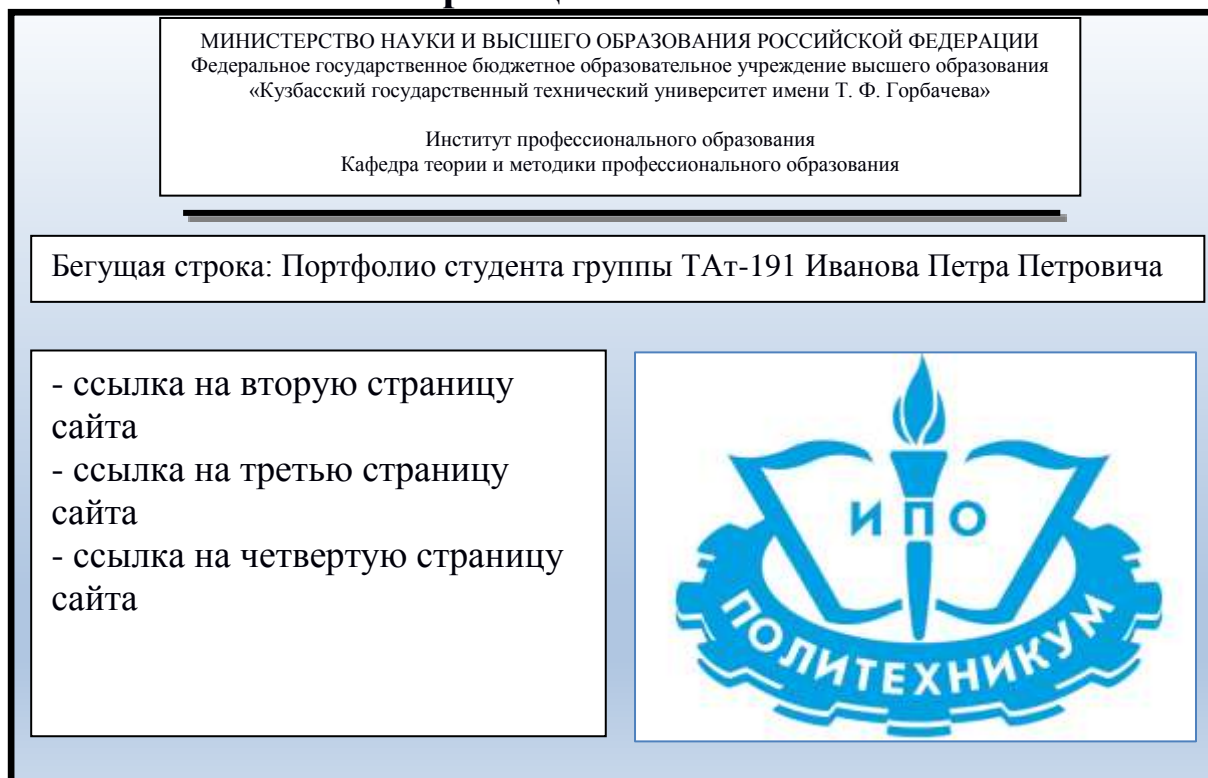 МИНИСТЕРСТВО НАУКИ И ВЫСШЕГО ОБРАЗОВАНИЯ РОССИЙСКОЙ ФЕДЕРАЦИИ
Федеральное государственное бюджетное образовательное учреждение высшего образования
«Кузбасский государственный технический университет имени Т. Ф. Горбачева»
Институт профессионального образования
Кафедра теории и методики профессионального образования
Бегущая строка: Портфолио студента группы ТАт-191 Иванова Петра Петровича
- ссылка на вторую страницу
сайта
- ссылка на третью страницу
сайта
- ссылка на четвертую страницу
сайта
ИПО
ПОЛИТЕХНИКУМ